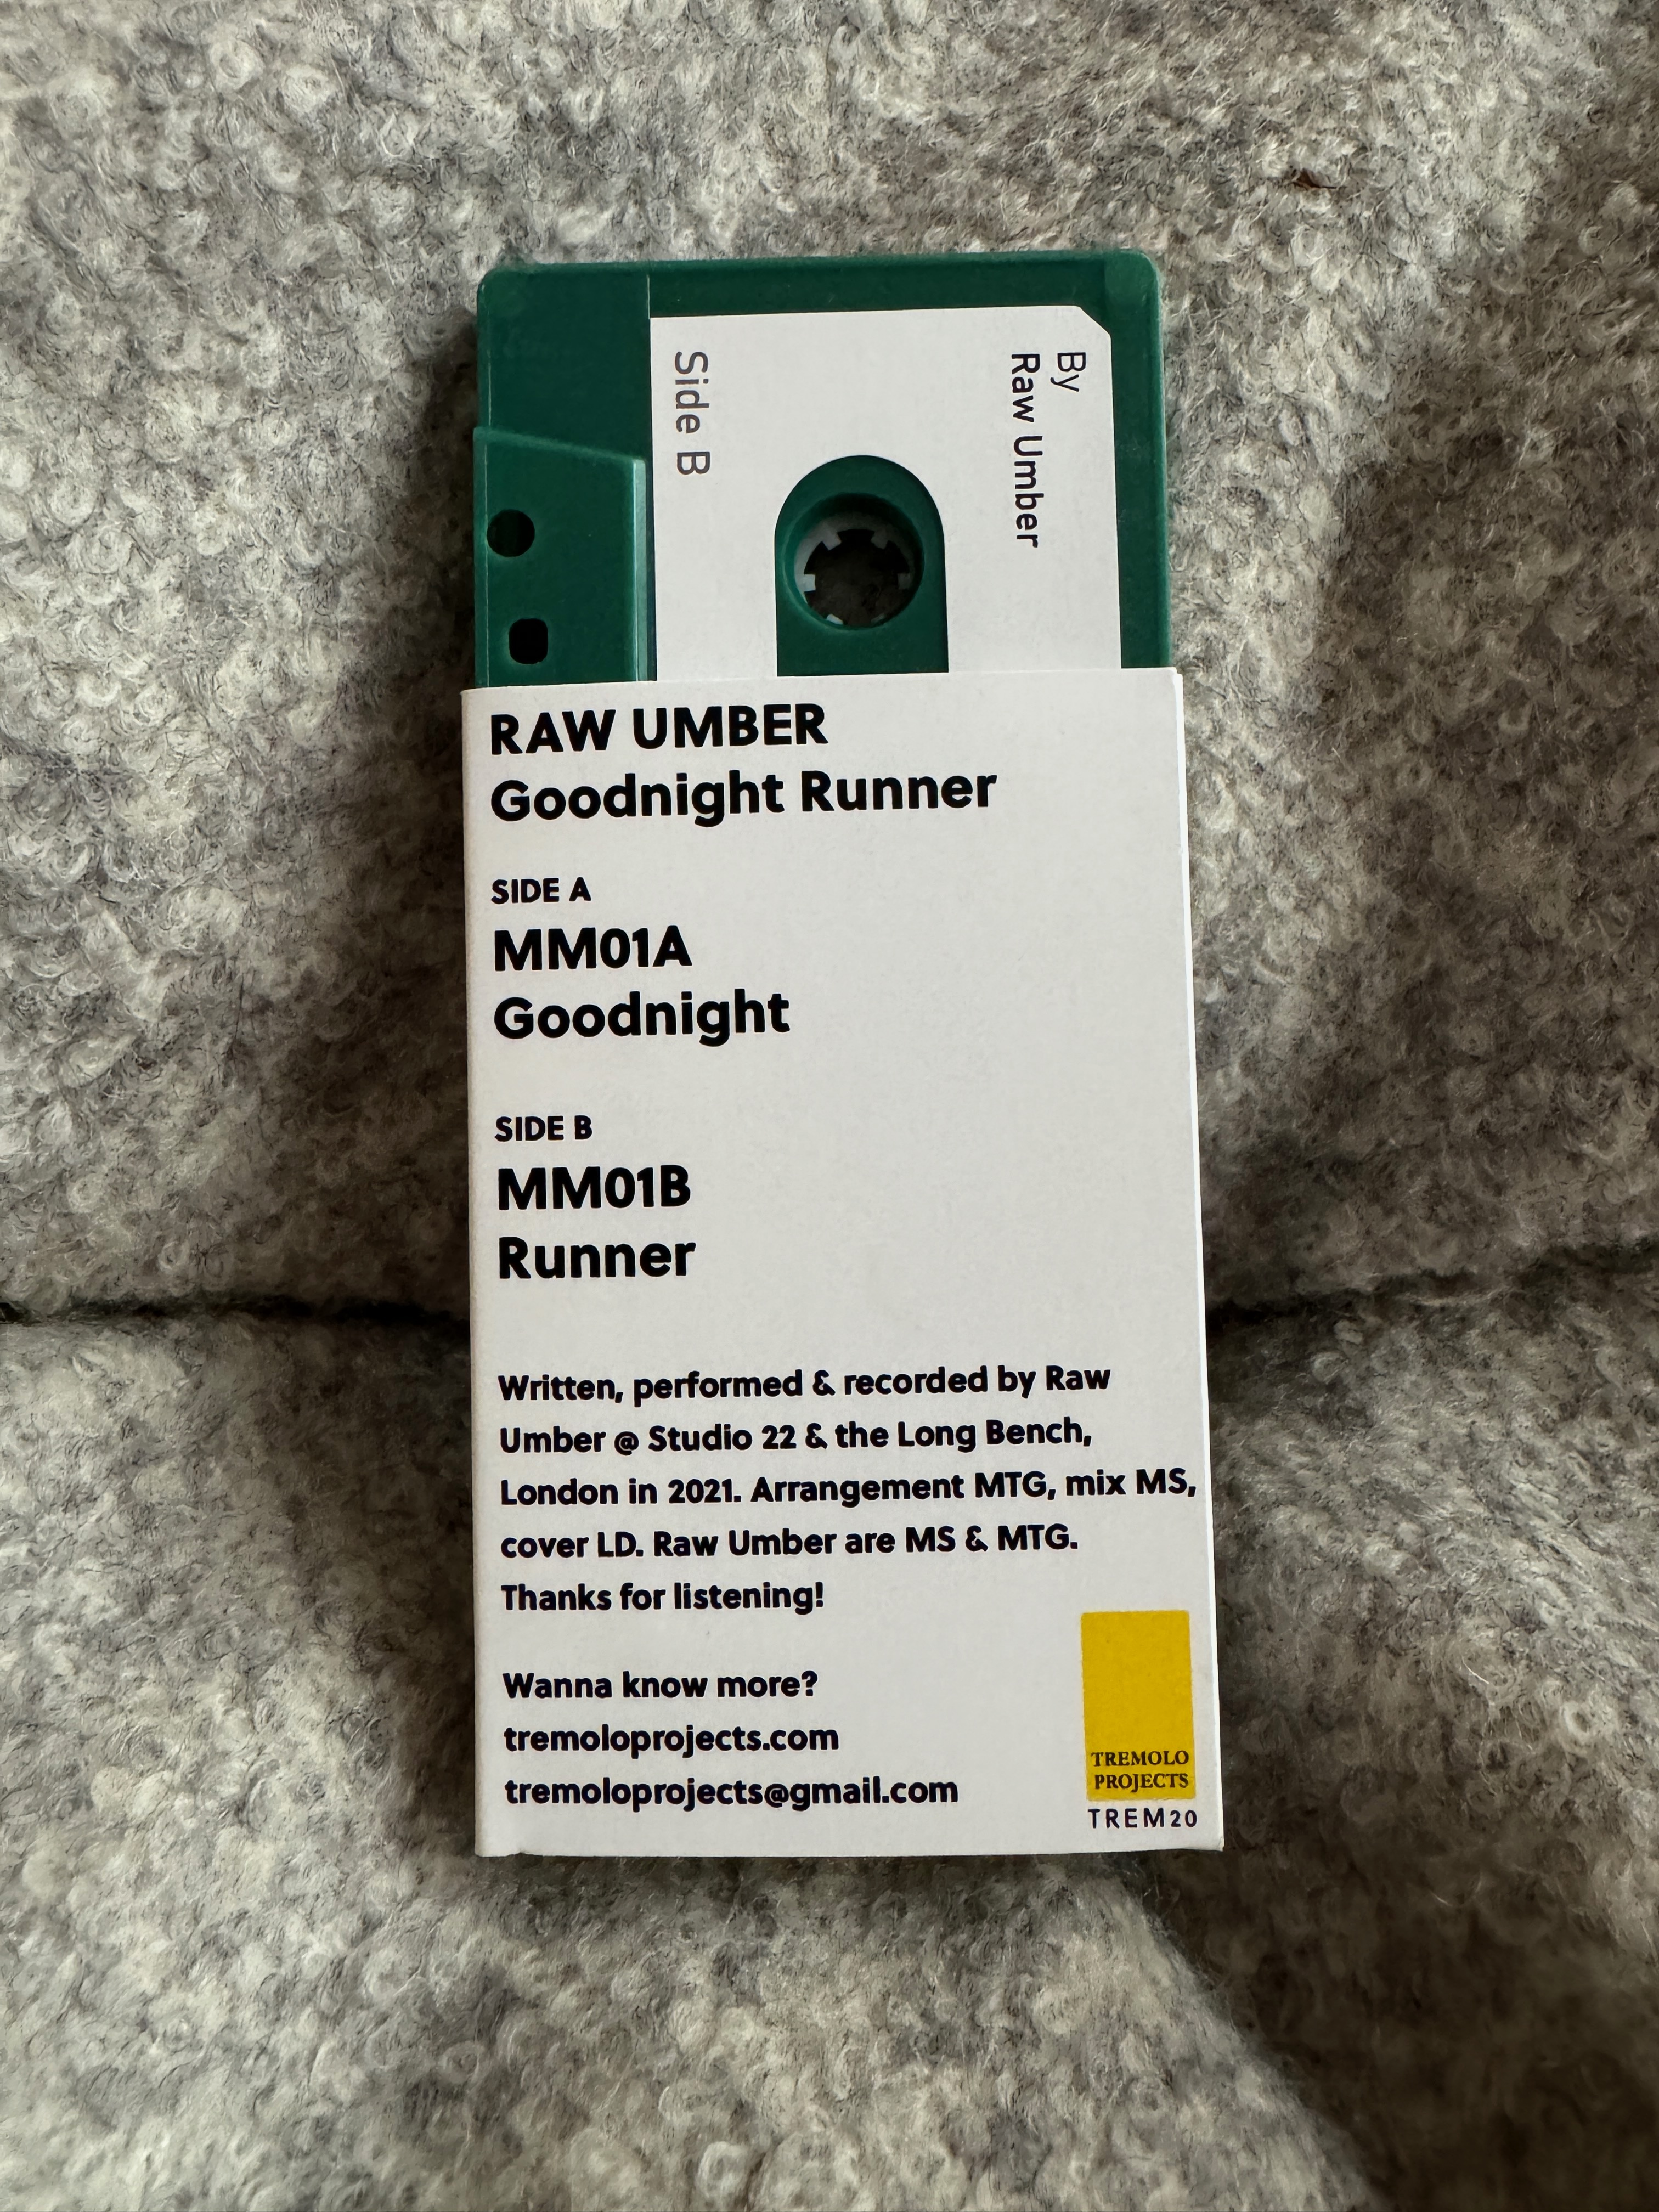 By
Raw Umber
Side B
RAW UMBER
Goodnight Runner
SIDE A
MM01A
Goodnight
SIDE B
MM01B
Runner
Written, performed & recorded by Raw
Umber @ Studio 22 & the Long Bench,
London in 2021. Arrangement MTG, mix MS,
cover LD. Raw Umber are MS & MTG.
Thanks for listening!
Wanna know more?
tremoloprojects.com
tremoloprojects@gmail.com
TREMOLO
PROJECTS
TREM20